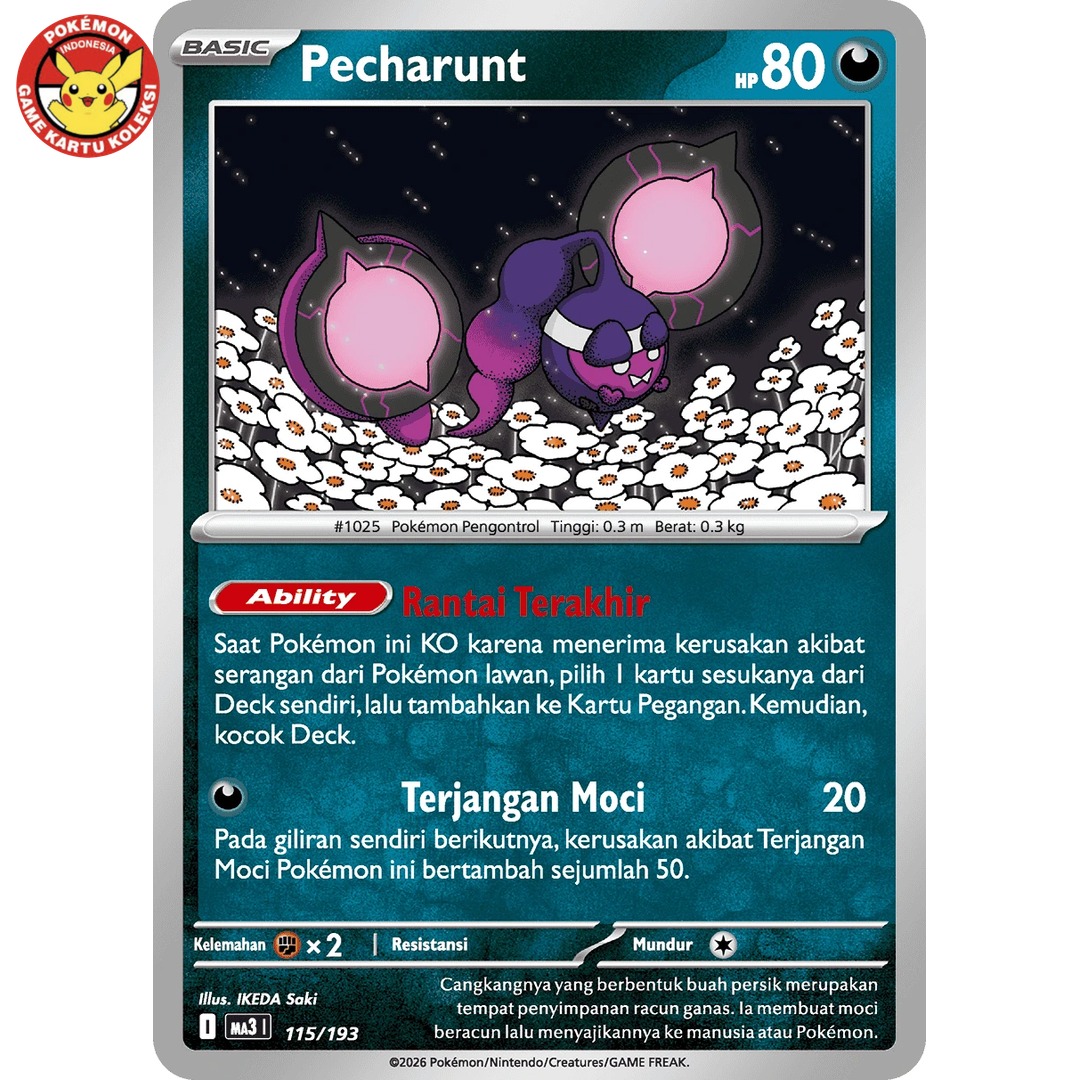 POKÉMON
INDONESIA
GAME KARTU KOLEKSI
BASIC
Pecharunt
HP 80
#1025 Pokémon Pengontrol Tinggi: 0.3 m Berat: 0.3 kg
Ability Rantai Terakhir
Saat Pokémon ini KO karena menerima kerusakan akibat
serangan dari Pokémon lawan, pilih 1 kartu sesukanya dari
Deck sendiri, lalu tambahkan ke Kartu Pegangan. Kemudian,
kocok Deck.
Terjangan Moci 20
Pada giliran sendiri berikutnya, kerusakan akibat Terjangan
Moci Pokémon ini bertambah sejumlah 50.
Kelemahan ×2 | Resistansi Mundur
Illus. IKEDA Saki
Cangkangnya yang berbentuk buah persik merupakan
tempat penyimpanan racun ganas. Ia membuat moci
beracun lalu menyajikannya ke manusia atau Pokémon.
MA3 I 115/193
©2026 Pokémon/Nintendo/Creatures/GAME FREAK.